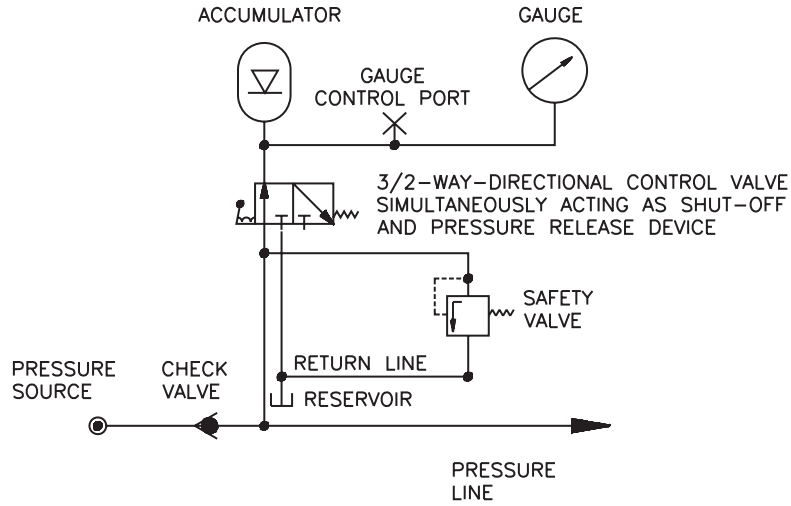 ACCUMULATOR
GAUGE
GAUGE
CONTROL PORT
3/2-WAY-DIRECTIONAL CONTROL VALVE
SIMULTANEOUSLY ACTING AS SHUT-OFF
AND PRESSURE RELEASE DEVICE
SAFETY
VALVE
RETURN LINE
PRESSURE
SOURCE
CHECK
VALVE
RESERVOIR
PRESSURE
LINE